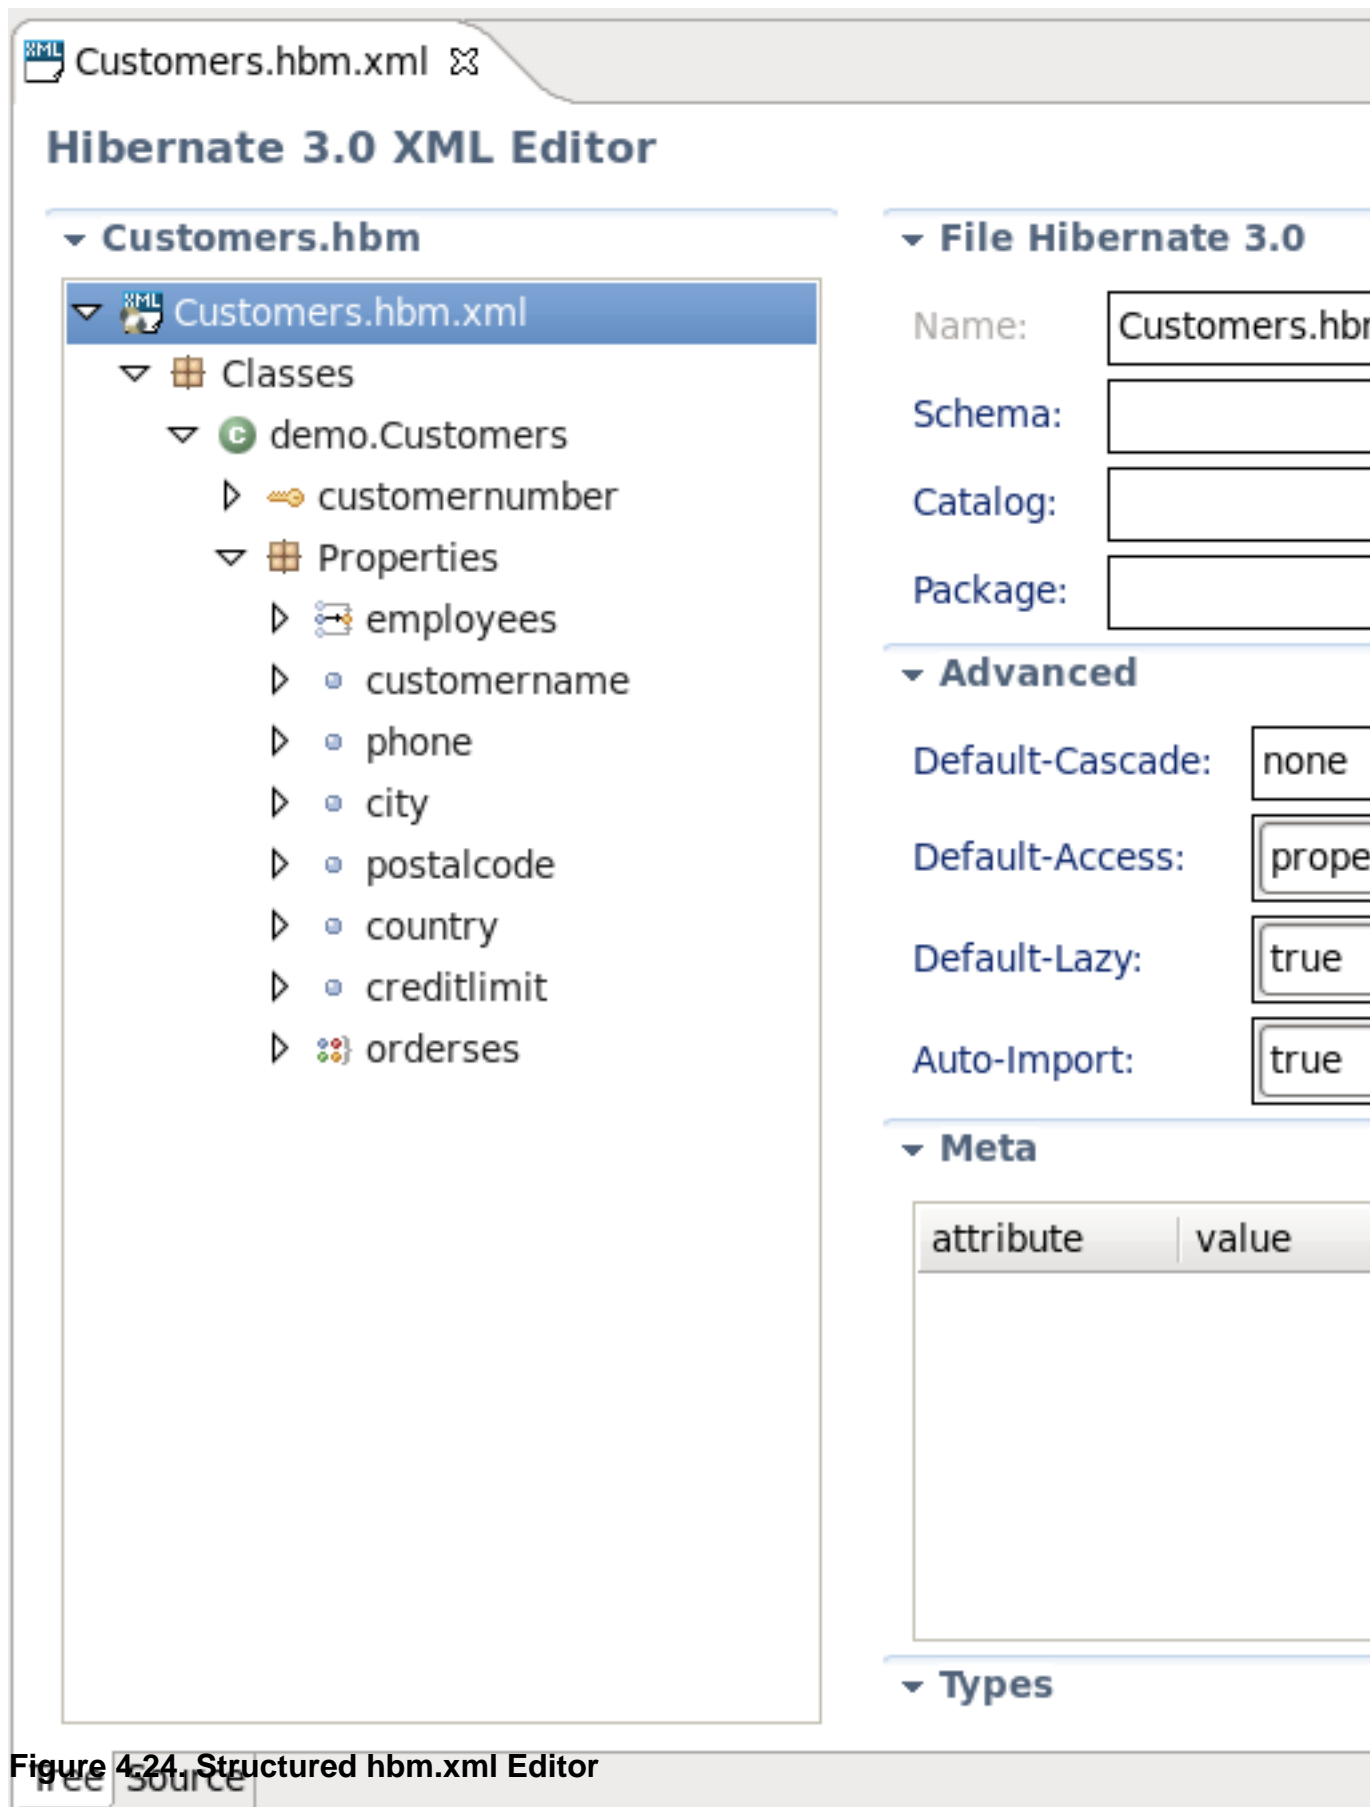 Customers.hbm.xml
Hibernate 3.0 XML Editor
Customers.hbm
Customers.hbm.xml
Classes
demo.Customers
customernumber
Properties
employees
customername
phone
city
postalcode
country
creditlimit
orderses
File Hibernate 3.0
Name: Customers.hbm
Schema:
Catalog:
Package:
Advanced
Default-Cascade: none
Default-Access: prope
Default-Lazy: true
Auto-Import: true
Meta
attribute value
Types
Tree Source
Figure 4.24. Structured hbm.xml Editor